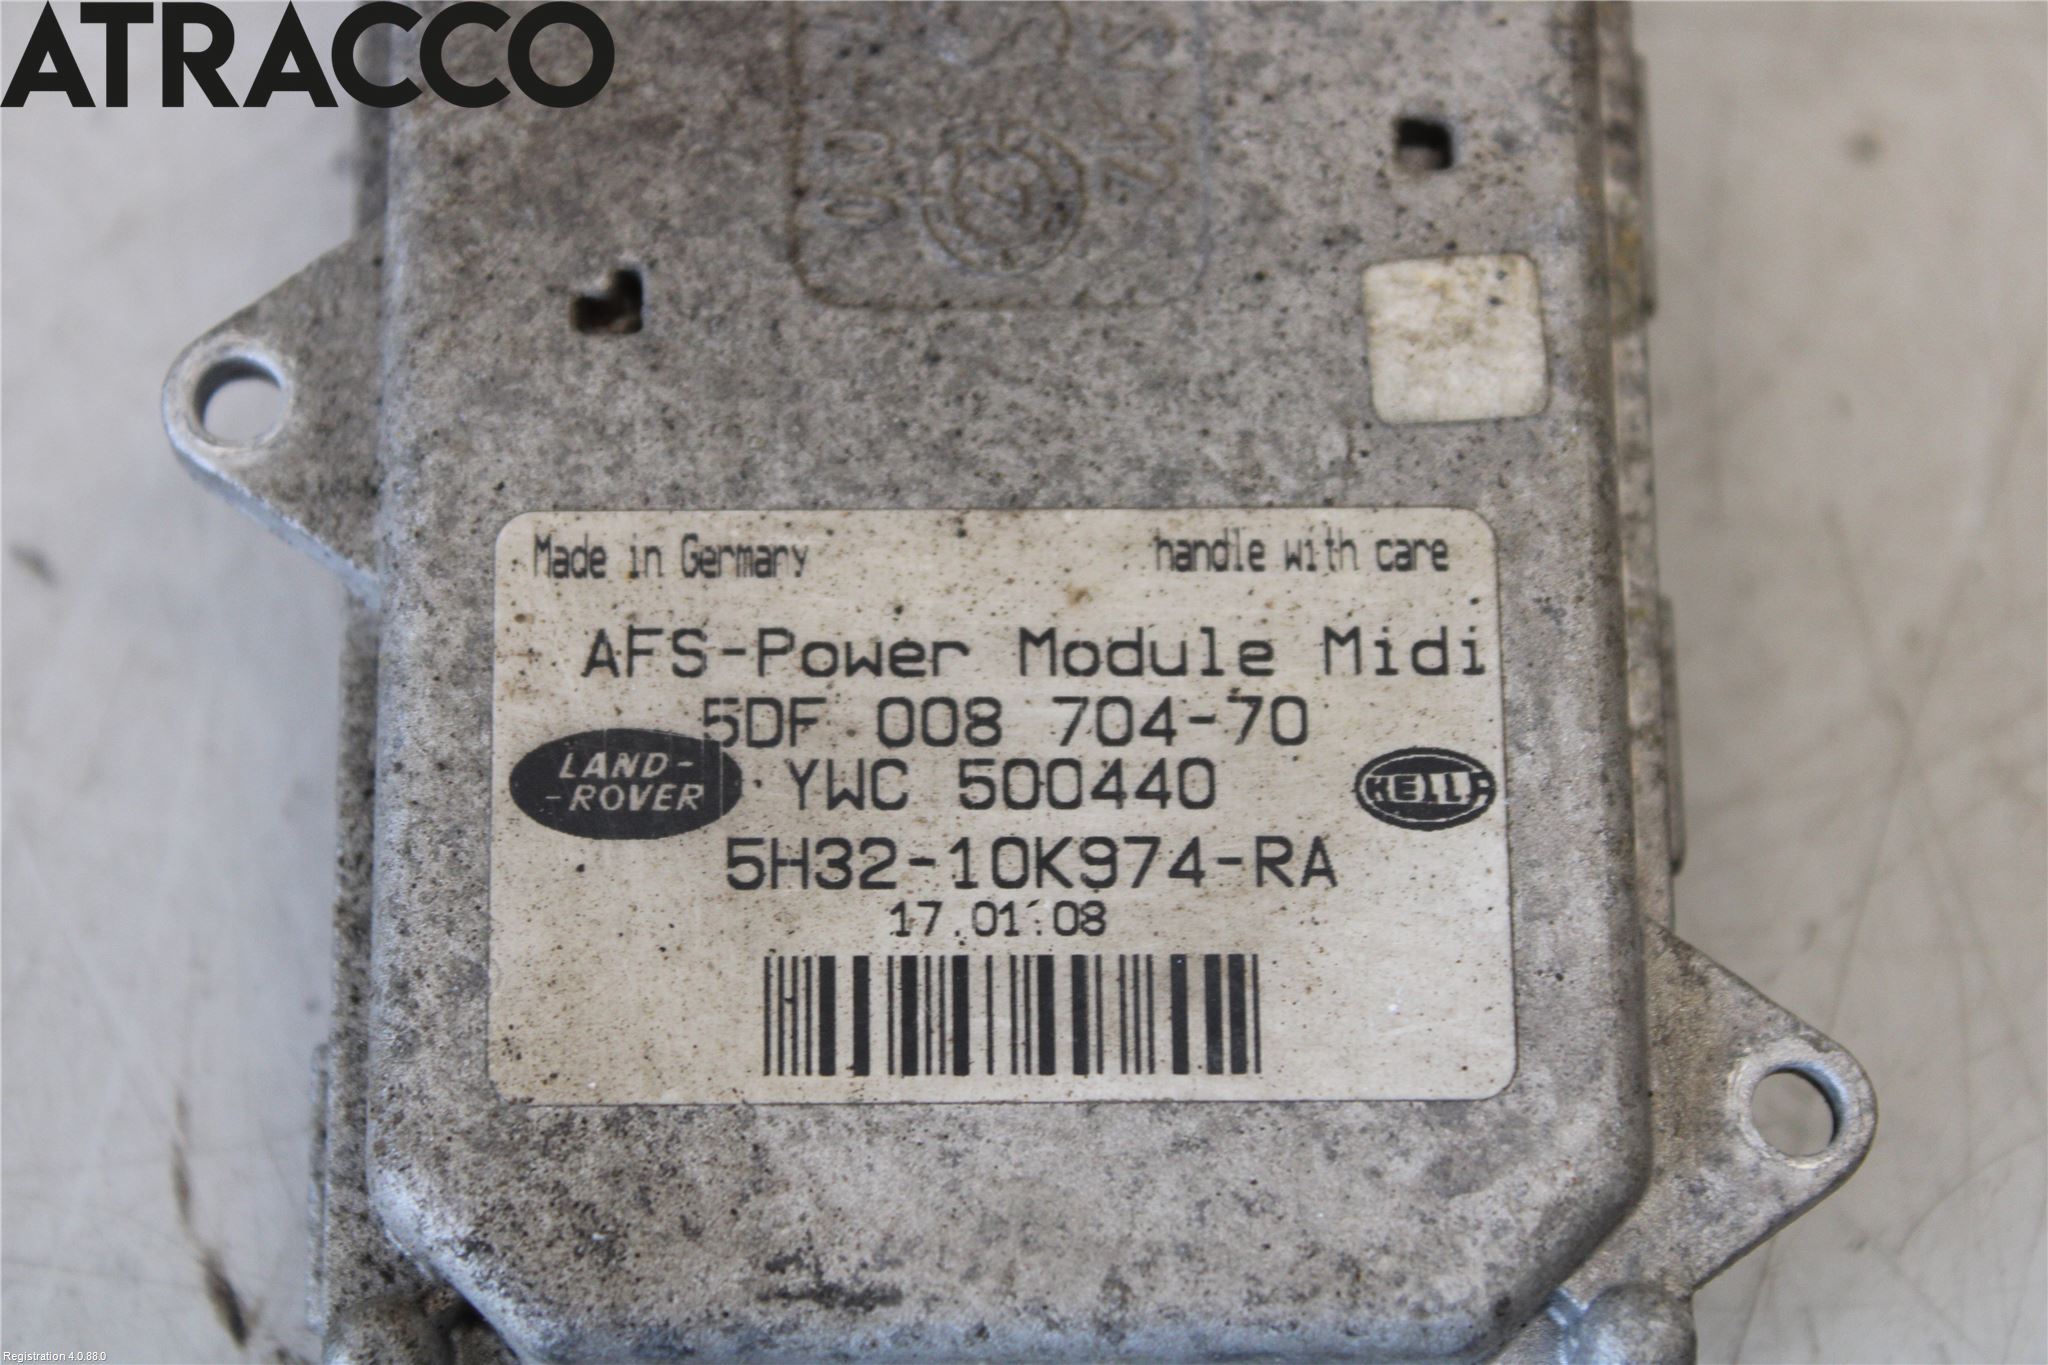 ATRACCO
Made in Germany handle with care
AFS-Power Module Midi
5DF 008 704-70
LAND-
-ROVER
YWC 500440
HELLA
5H32-10K974-RA
17.01.08
Registration 4.0.88.0